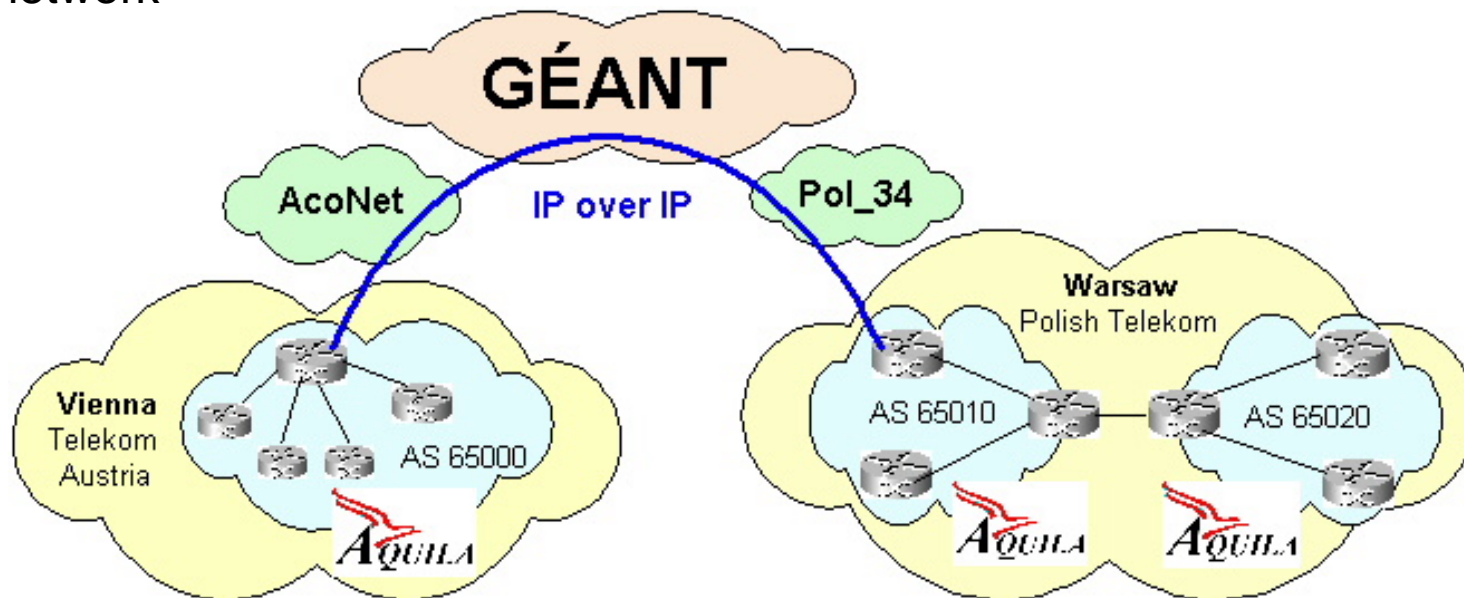 GÉANT
AcoNet
IP over IP
Pol_34
Vienna
Telekom
Austria
AS 65000
AQUILA
Warsaw
Polish Telekom
AS 65010
AS 65020
AQUILA
AQUILA